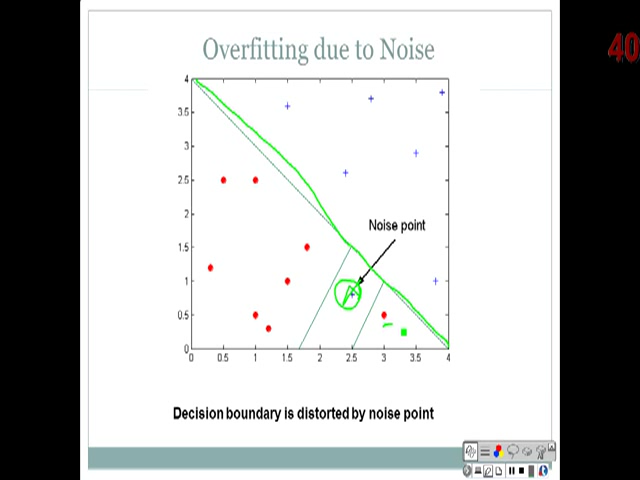 Overfitting due to Noise
40
4
3.5
3
2.5
2
1.5
1
0.5
0
Noise point
0 0.5 1 1.5 2 2.5 3 3.5 4
Decision boundary is distorted by noise point